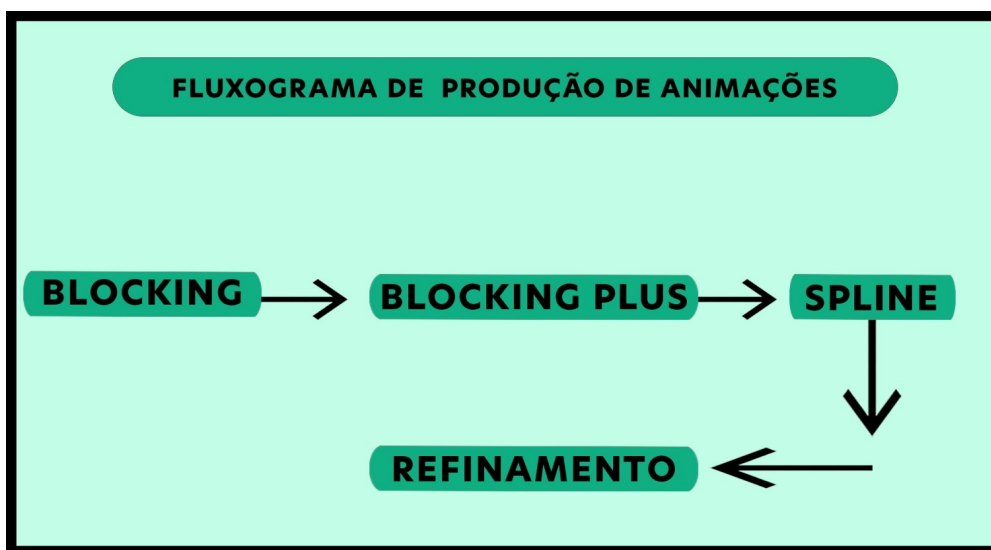 FLUXOGRAMA DE PRODUÇÃO DE ANIMAÇÕES
BLOCKING
BLOCKING PLUS
SPLINE
REFINAMENTO